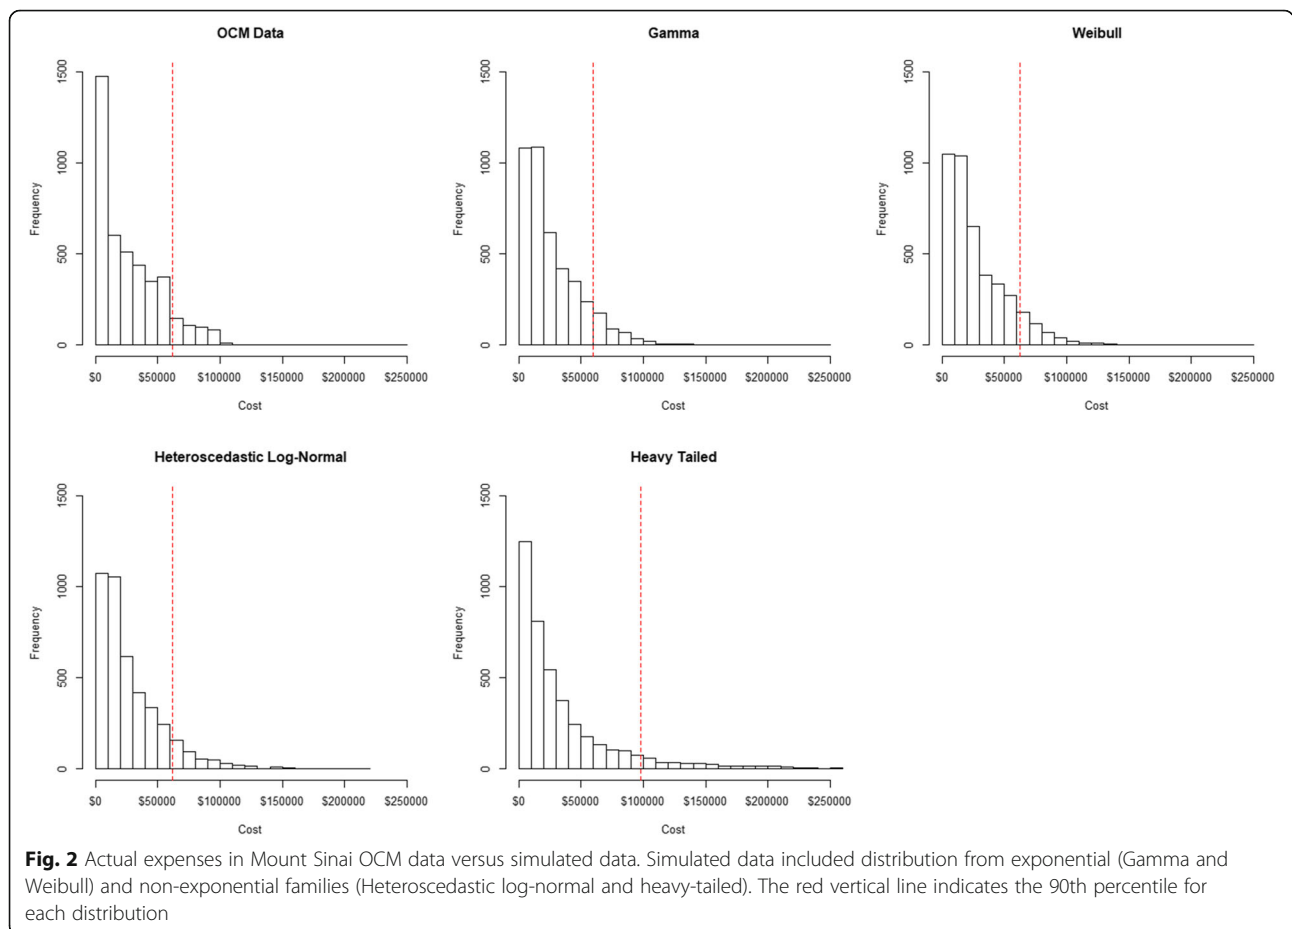 OCM Data
Gamma
Weibull
Frequency
0
500
1000
1500
$0 $50000 $100000 $150000 $200000 $250000
Cost
Frequency
0
500
1000
1500
$0 $50000 $100000 $150000 $200000 $250000
Cost
Frequency
0
500
1000
1500
$0 $50000 $100000 $150000 $200000 $250000
Cost
Heteroscedastic Log-Normal
Heavy Tailed
Frequency
0
500
1000
1500
$0 $50000 $100000 $150000 $200000 $250000
Cost
Frequency
0
500
1000
1500
$0 $50000 $100000 $150000 $200000 $250000
Cost
Fig. 2 Actual expenses in Mount Sinai OCM data versus simulated data. Simulated data included distribution from exponential (Gamma and
Weibull) and non-exponential families (Heteroscedastic log-normal and heavy-tailed). The red vertical line indicates the 90th percentile for
each distribution